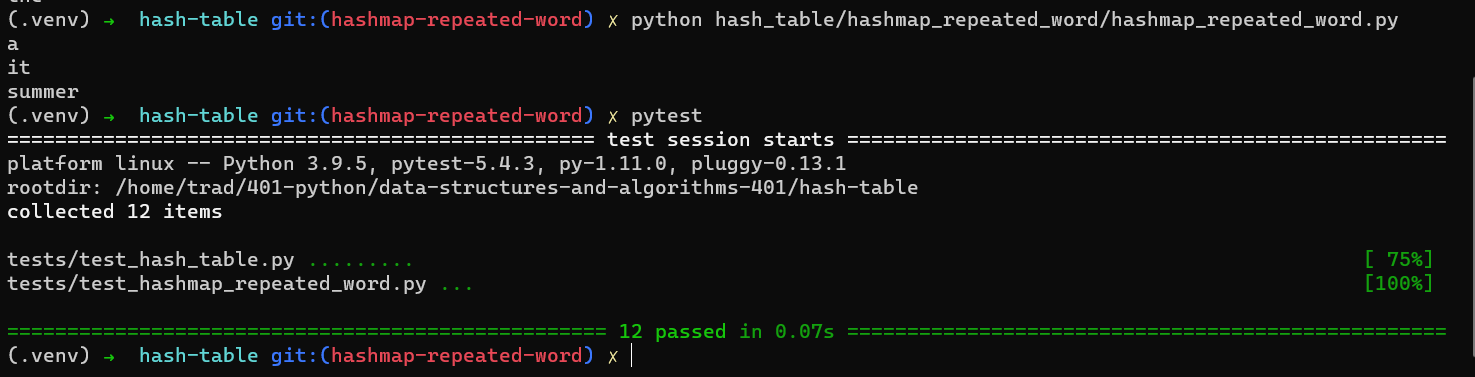 (.venv) → hash-table git:(hashmap-repeated-word) ✗ python hash_table/hashmap_repeated_word/hashmap_repeated_word.py
a
it
summer
(.venv) → hash-table git:(hashmap-repeated-word) ✗ pytest
================================================= test session starts ==================================================
platform linux -- Python 3.9.5, pytest-5.4.3, py-1.11.0, pluggy-0.13.1
rootdir: /home/trad/401-python/data-structures-and-algorithms-401/hash-table
collected 12 items
tests/test_hash_table.py ......... [ 75%]
tests/test_hashmap_repeated_word.py ... [100%]
================================================== 12 passed in 0.07s ==================================================
(.venv) → hash-table git:(hashmap-repeated-word) ✗